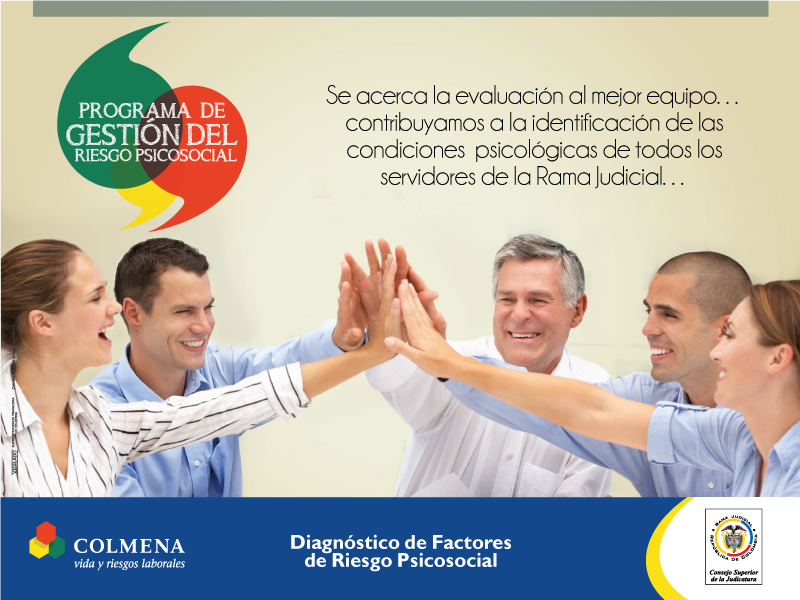 PROGRAMA DE
GESTIÓN DEL
RIESGO PSICOSOCIAL
Se acerca la evaluación al mejor equipo...
contribuyamos a la identificación de las
condiciones psicológicas de todos los
servidores de la Rama Judicial...
VIGILADO
COLMENA
vida y riesgos laborales
Diagnóstico de Factores
de Riesgo Psicosocial
RAMA JUDICIAL
REPÚBLICA DE COLOMBIA
Consejo Superior
de la Judicatura